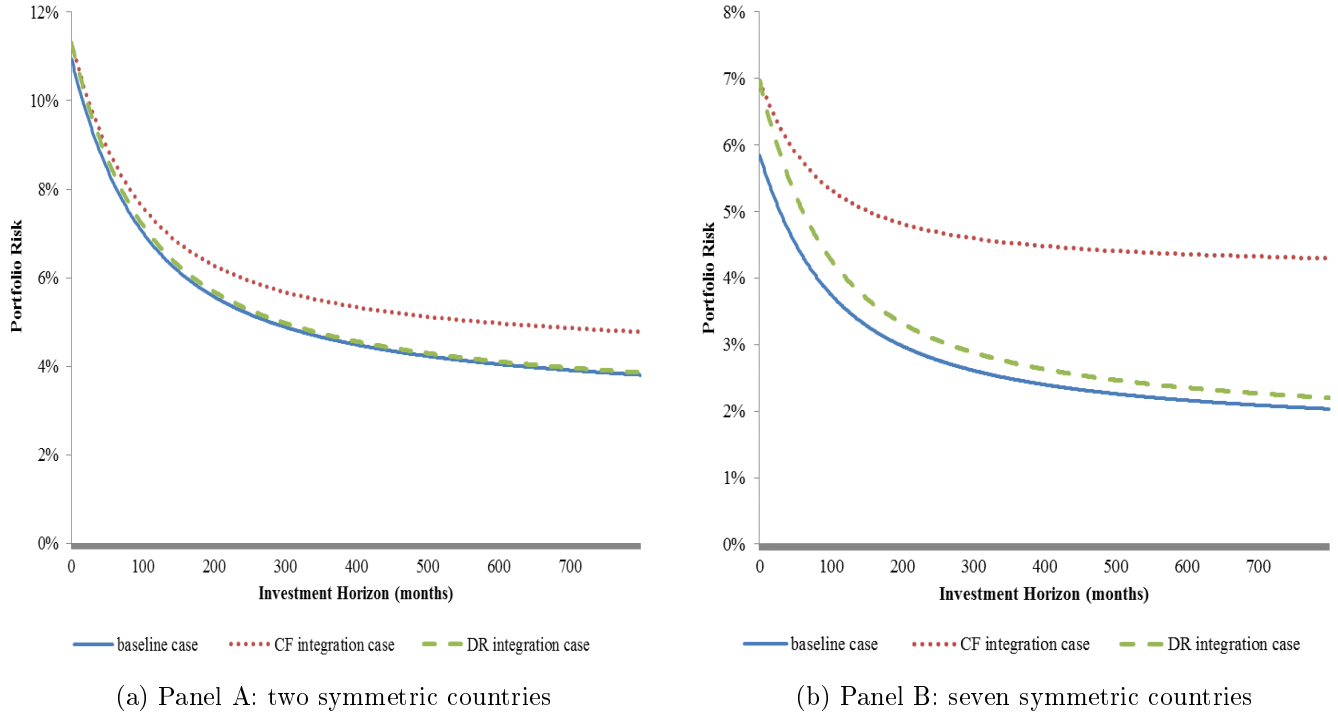 12%
10%
8%
6%
4%
2%
0%
Portfolio Risk
0 100 200 300 400 500 600 700
Investment Horizon (months)
baseline case CF integration case DR integration case
(a) Panel A: two symmetric countries
8%
7%
6%
5%
4%
3%
2%
1%
0%
Portfolio Risk
0 100 200 300 400 500 600 700
Investment Horizon (months)
baseline case CF integration case DR integration case
(b) Panel B: seven symmetric countries